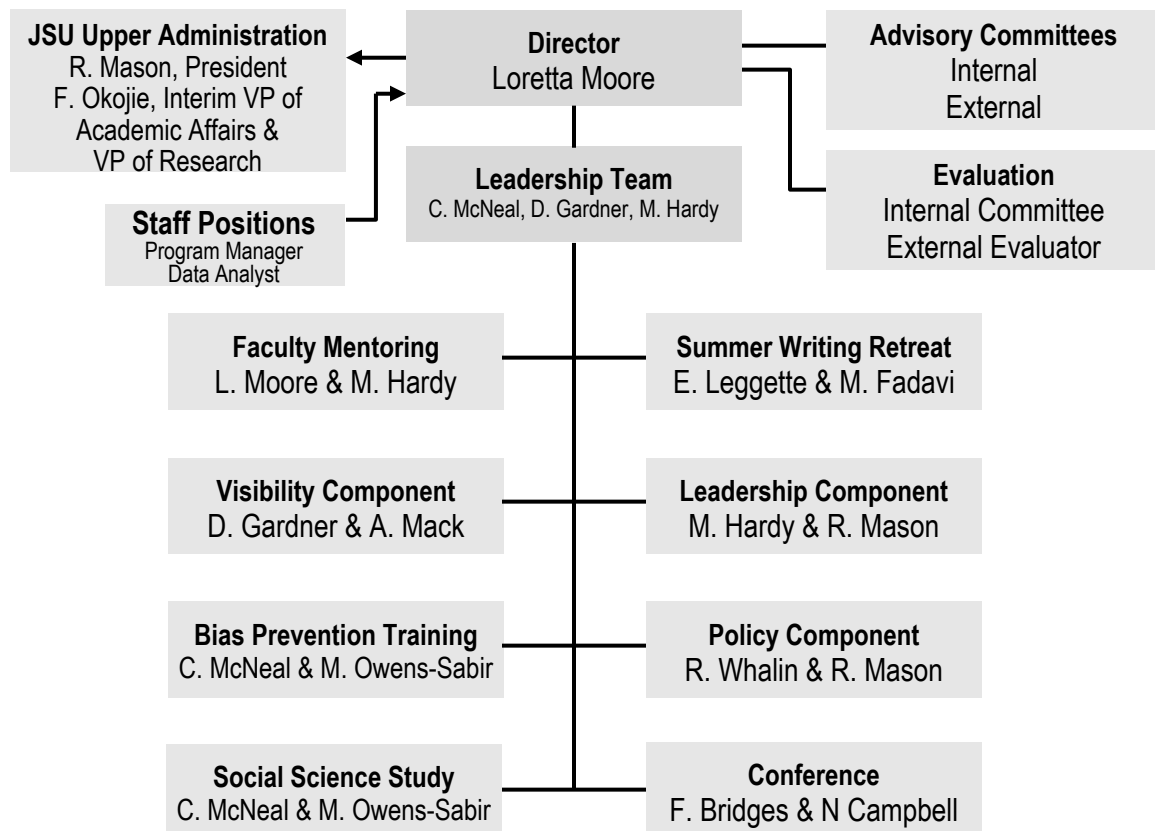 JSU Upper Administration
R. Mason, President
F. Okojie, Interim VP of
Academic Affairs &
VP of Research
Director
Loretta Moore
Advisory Committees
Internal
External
Leadership Team
C. McNeal, D. Gardner, M. Hardy
Evaluation
Internal Committee
External Evaluator
Staff Positions
Program Manager
Data Analyst
Faculty Mentoring
L. Moore & M. Hardy
Summer Writing Retreat
E. Leggette & M. Fadavi
Visibility Component
D. Gardner & A. Mack
Leadership Component
M. Hardy & R. Mason
Bias Prevention Training
C. McNeal & M. Owens-Sabir
Policy Component
R. Whalin & R. Mason
Social Science Study
C. McNeal & M. Owens-Sabir
Conference
F. Bridges & N Campbell